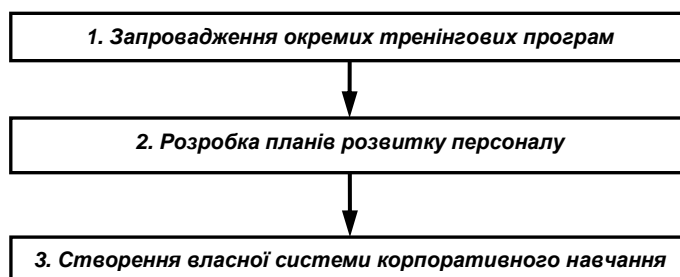 1. Запровадження окремих тренінгових програм
2. Розробка планів розвитку персоналу
3. Створення власної системи корпоративного навчання